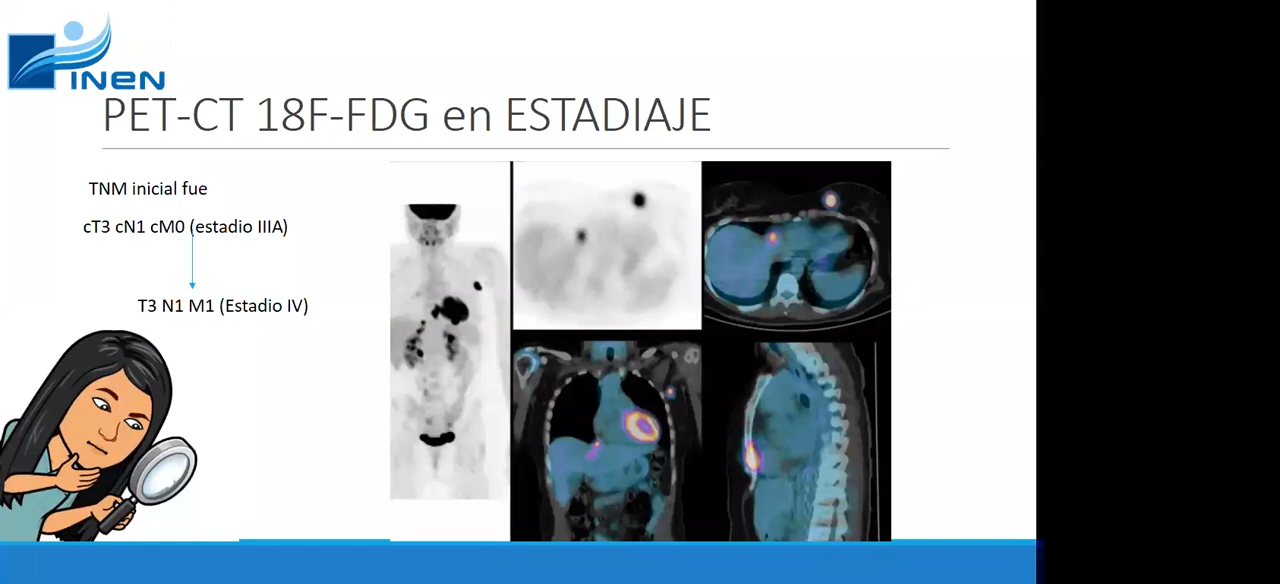 INEN
PET-CT 18F-FDG en ESTADIAJE
TNM inicial fue
cT3 cN1 cM0 (estadio IIIA)
T3 N1 M1 (Estadio IV)